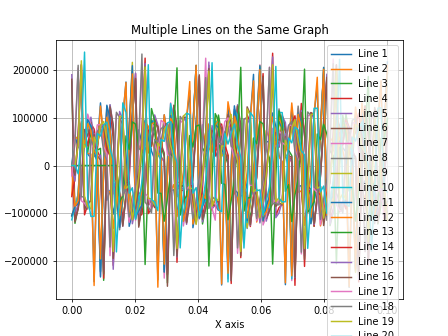 Multiple Lines on the Same Graph
200000
100000
0
−100000
−200000
0.00
0.02
0.04
0.06
X axis
Line 1
Line 2
Line 3
Line 4
Line 5
Line 6
Line 7
Line 8
Line 9
Line 10
Line 11
Line 12
Line 13
Line 14
Line 15
Line 16
Line 17
Line 18
Line 19
Line 20